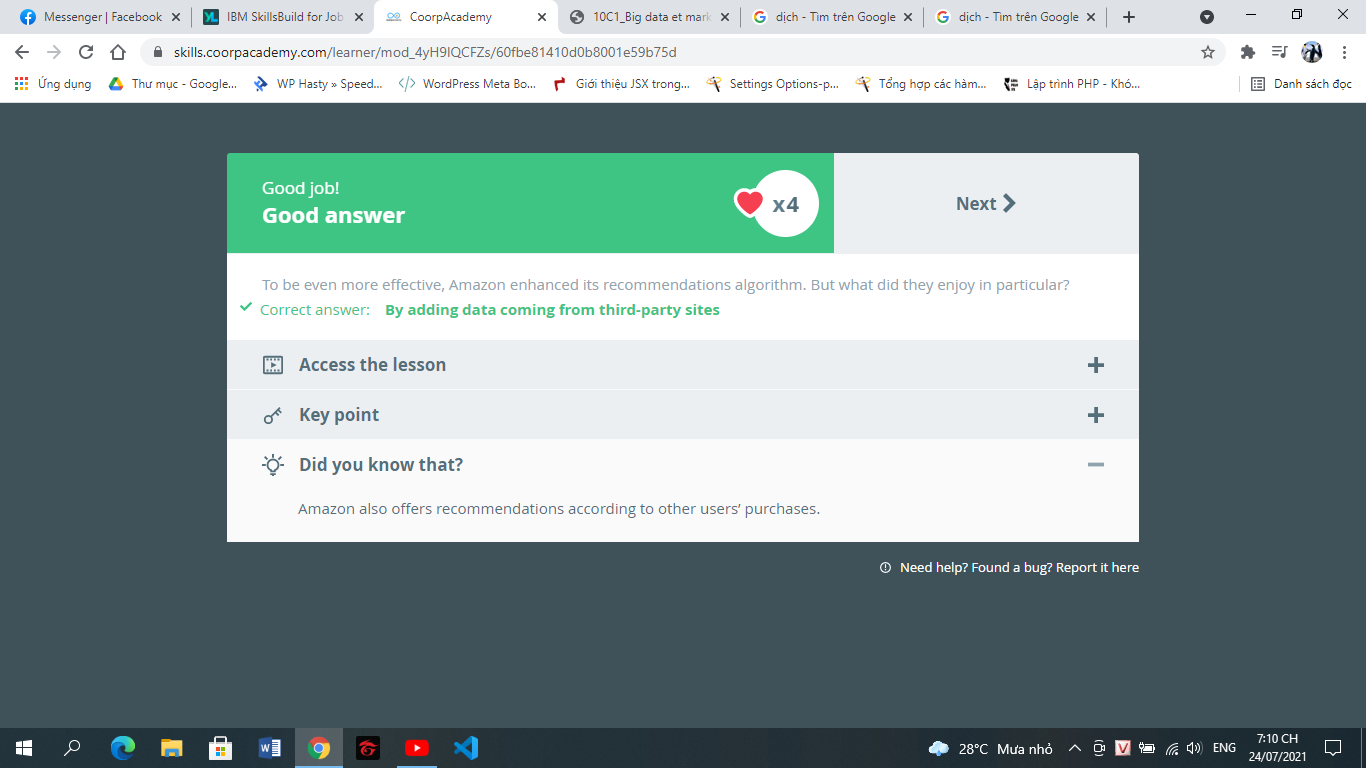 Messenger | Facebook
IBM SkillsBuild for Job
CoorpAcademy
10C1_Big data et mark
dịch - Tìm trên Google
dịch - Tìm trên Google
skills.coorpacademy.com/learner/mod_4yH9IQCFZs/60fbe81410d0b8001e59b75d
Ứng dụng
Thư mục - Google...
WP Hasty » Speed...
WordPress Meta Bo...
Giới thiệu JSX trong...
Settings Options-p...
Tổng hợp các hàm...
Lập trình PHP - Khó...
Danh sách đọc
Good job!
Good answer
x4
Next
To be even more effective, Amazon enhanced its recommendations algorithm. But what did they enjoy in particular?
Correct answer: By adding data coming from third-party sites
Access the lesson
Key point
Did you know that?
Amazon also offers recommendations according to other users’ purchases.
Need help? Found a bug? Report it here
28°C Mưa nhỏ
ENG
7:10 CH
24/07/2021